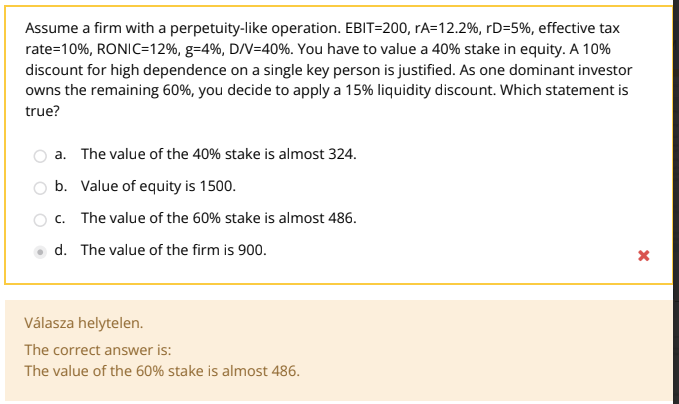 Assume a firm with a perpetuity-like operation. EBIT=200, rA=12.2%, rD=5%, effective tax
rate=10%, RONIC=12%, g=4%, D/V=40%. You have to value a 40% stake in equity. A 10%
discount for high dependence on a single key person is justified. As one dominant investor
owns the remaining 60%, you decide to apply a 15% liquidity discount. Which statement is
true?
a. The value of the 40% stake is almost 324.
b. Value of equity is 1500.
c. The value of the 60% stake is almost 486.
d. The value of the firm is 900.
Válasza helytelen.
The correct answer is:
The value of the 60% stake is almost 486.